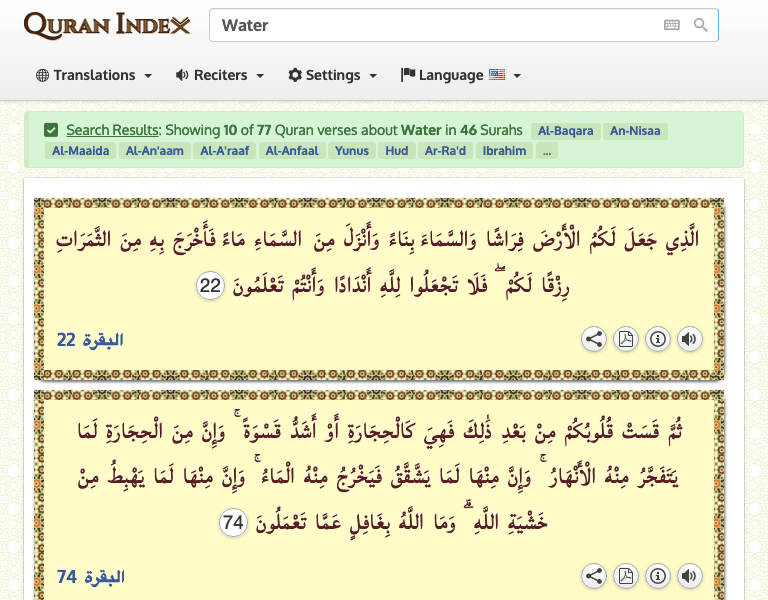 QURAN INDEX
Water
Translations
Reciters
Settings
Language
Search Results: Showing 10 of 77 Quran verses about Water in 46 Surahs Al-Baqara An-Nisaa
Al-Maaida Al-An'aam Al-A'raaf Al-Anfaal Yunus Hud Ar-Ra'd Ibrahim ...
الَّذِي جَعَلَ لَكُمُ الْأَرْضَ فِرَاشًا وَالسَّمَاءَ بِنَاءً وَأَنْزَلَ مِنَ السَّمَاءِ مَاءً فَأَخْرَجَ بِهِ مِنَ الثَّمَرَاتِ
رِزْقًا لَكُمْ ۖ فَلَا تَجْعَلُوا لِلَّهِ أَنْدَادًا وَأَنْتُمْ تَعْلَمُونَ 22
البقرة 22
ثُمَّ قَسَتْ قُلُوبُكُمْ مِنْ بَعْدِ ذَٰلِكَ فَهِيَ كَالْحِجَارَةِ أَوْ أَشَدُّ قَسْوَةً ۚ وَإِنَّ مِنَ الْحِجَارَةِ لَمَا
يَتَفَجَّرُ مِنْهُ الْأَنْهَارُ ۚ وَإِنَّ مِنْهَا لَمَا يَشَّقَّقُ فَيَخْرُجُ مِنْهُ الْمَاءُ ۚ وَإِنَّ مِنْهَا لَمَا يَهْبِطُ مِنْ
خَشْيَةِ اللَّهِ ۗ وَمَا اللَّهُ بِغَافِلٍ عَمَّا تَعْمَلُونَ 74
البقرة 74